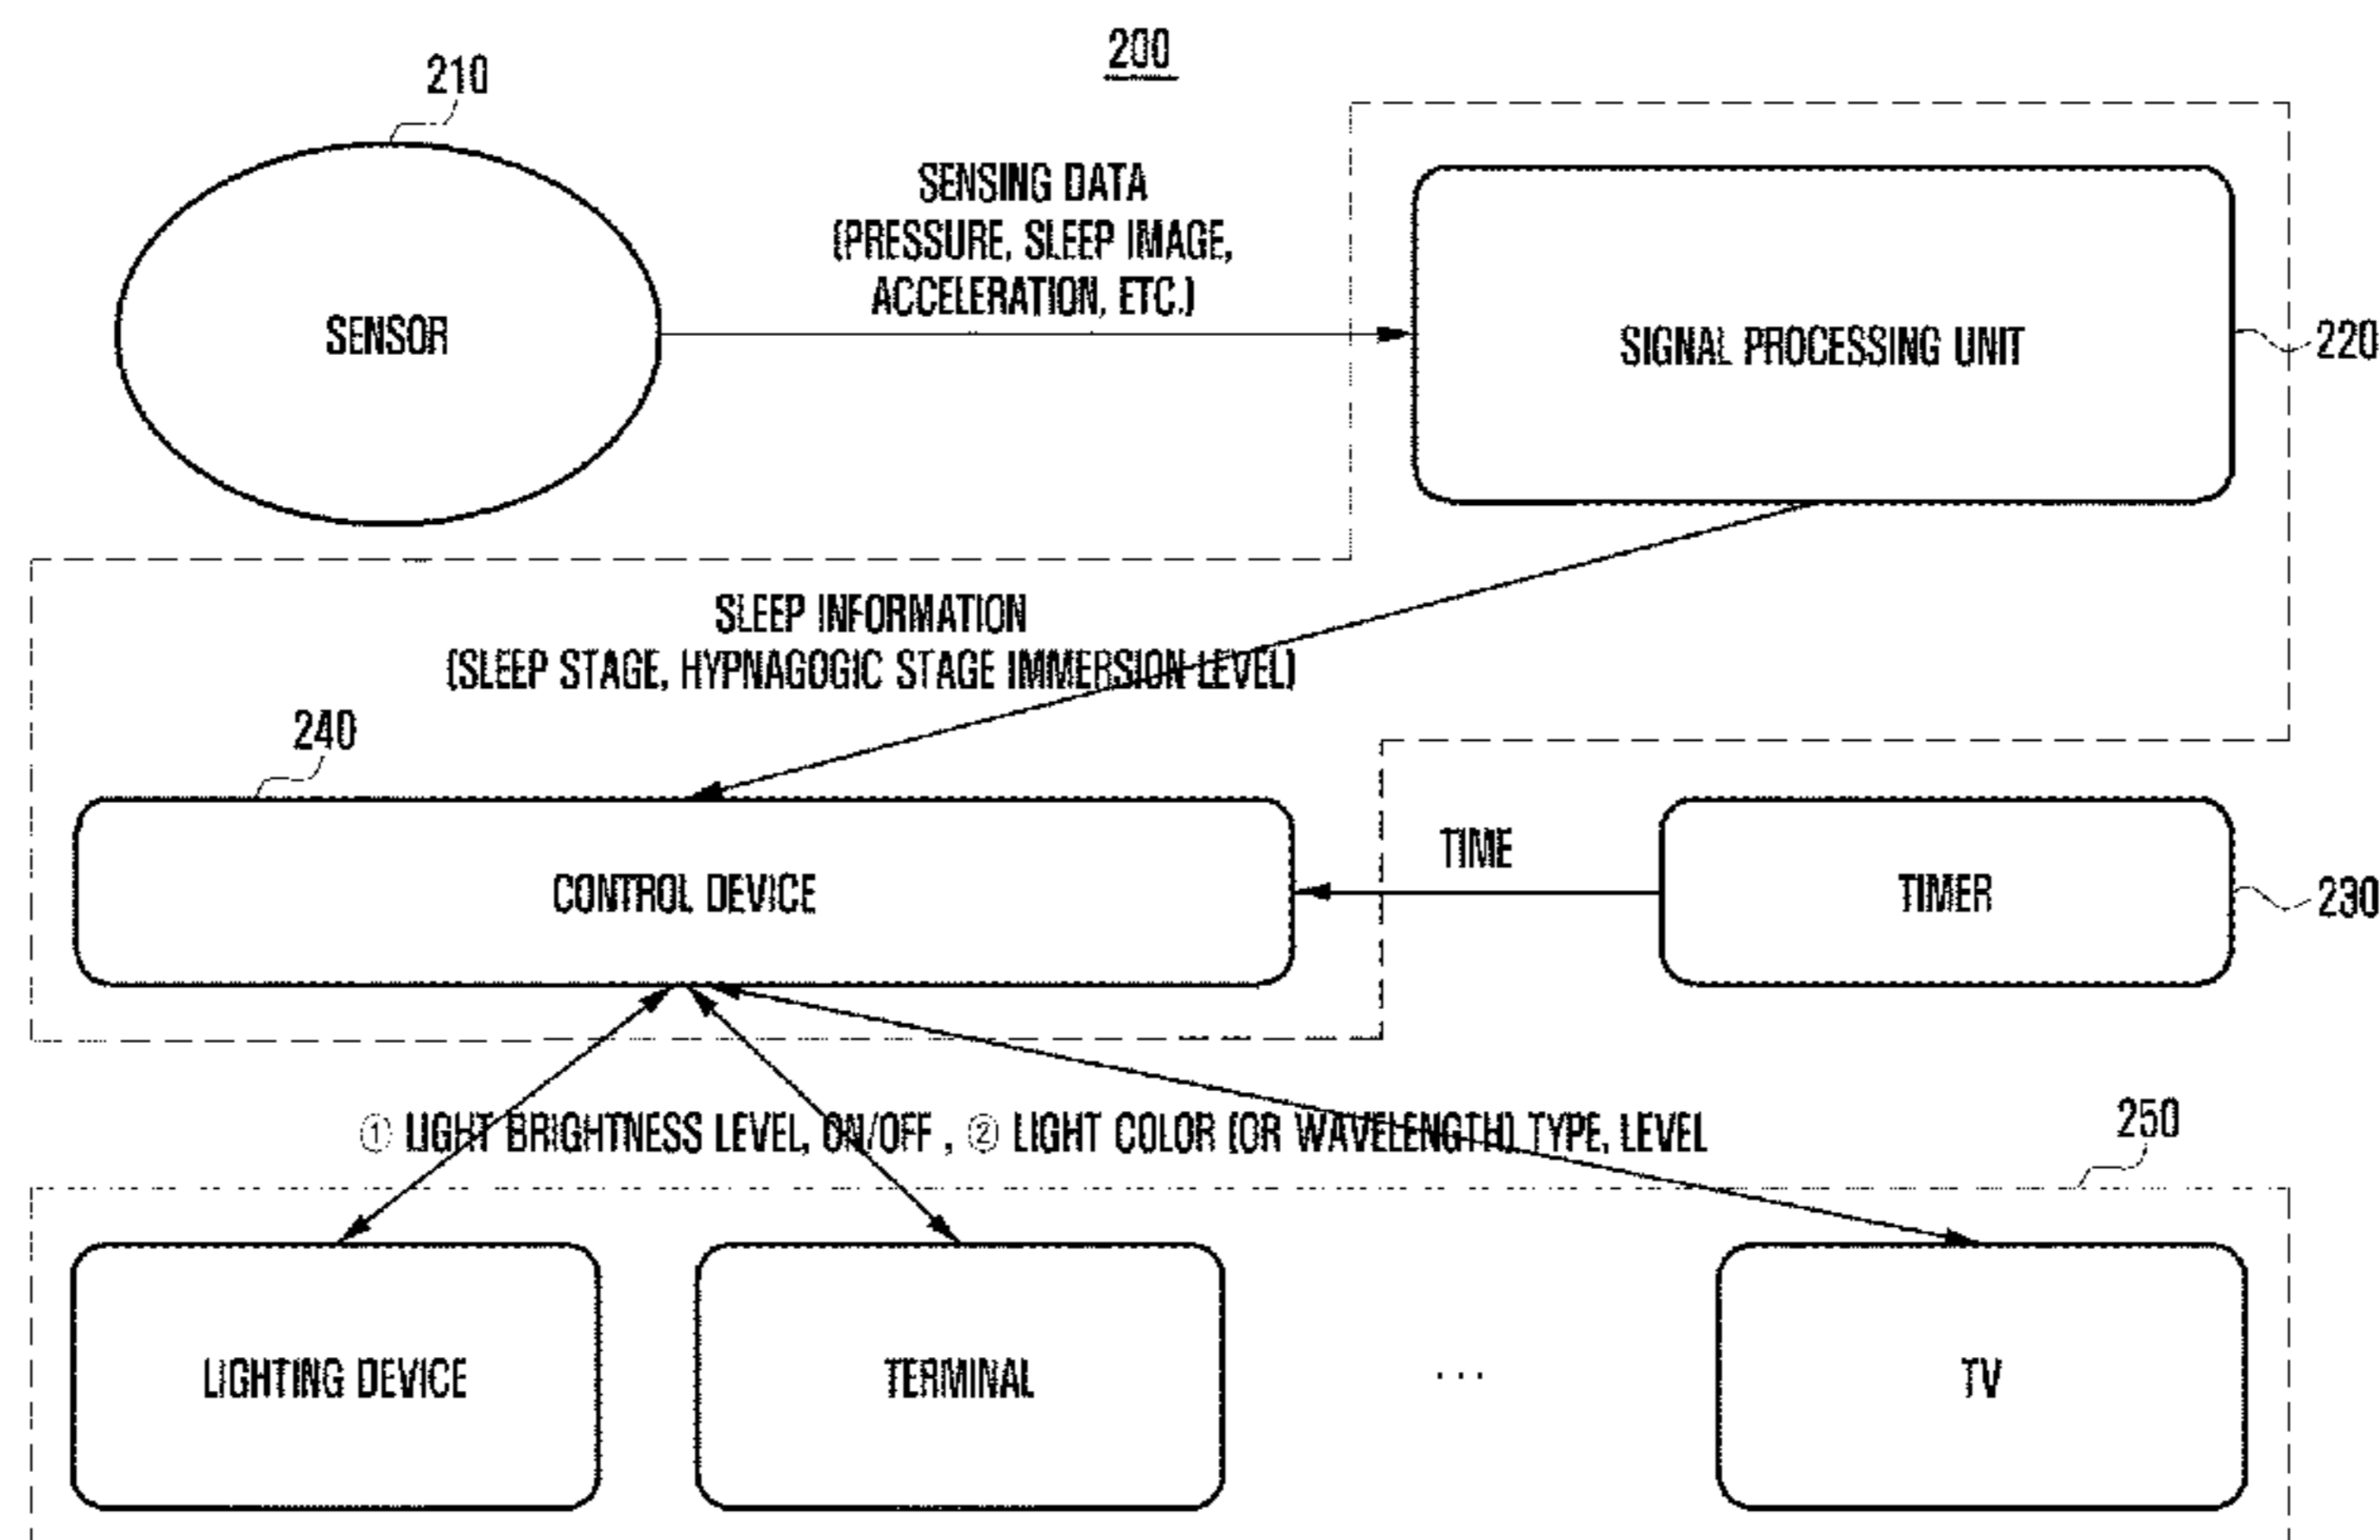 200
210
SENSING DATA
(PRESSURE, SLEEP IMAGE,
ACCELERATION, ETC.)
SENSOR
SIGNAL PROCESSING UNIT
220
SLEEP INFORMATION
(SLEEP STAGE, HYPNAGOGIC STAGE IMMERSION LEVEL)
240
CONTROL DEVICE
TIME
TIMER
230
① LIGHT BRIGHTNESS LEVEL, ON/OFF , ② LIGHT COLOR (OR WAVELENGTH) TYPE, LEVEL
250
LIGHTING DEVICE
TERMINAL
...
TV